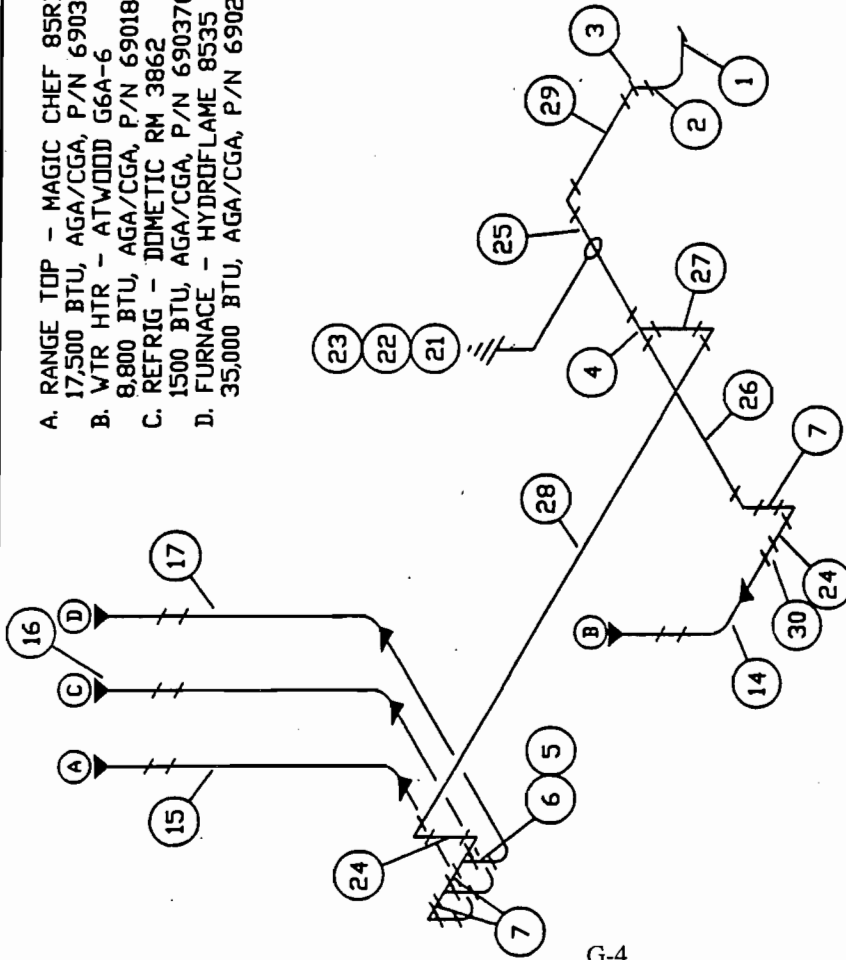 A. RANGE TOP - MAGIC CHEF 85R
17,500 BTU, AGA/CGA, P/N 6903
B. WTR HTR - ATWOOD G6A-6
8,800 BTU, AGA/CGA, P/N 69018
C. REFRIG - DOMETIC RM 3862
1500 BTU, AGA/CGA, P/N 690370
D. FURNACE - HYDROFLAME 8535
35,000 BTU, AGA/CGA, P/N 6902
16
A
C
D
17
15
23
22
21
3
29
2
1
25
27
4
26
7
28
B
14
30
24
24
6
5
7
G-4